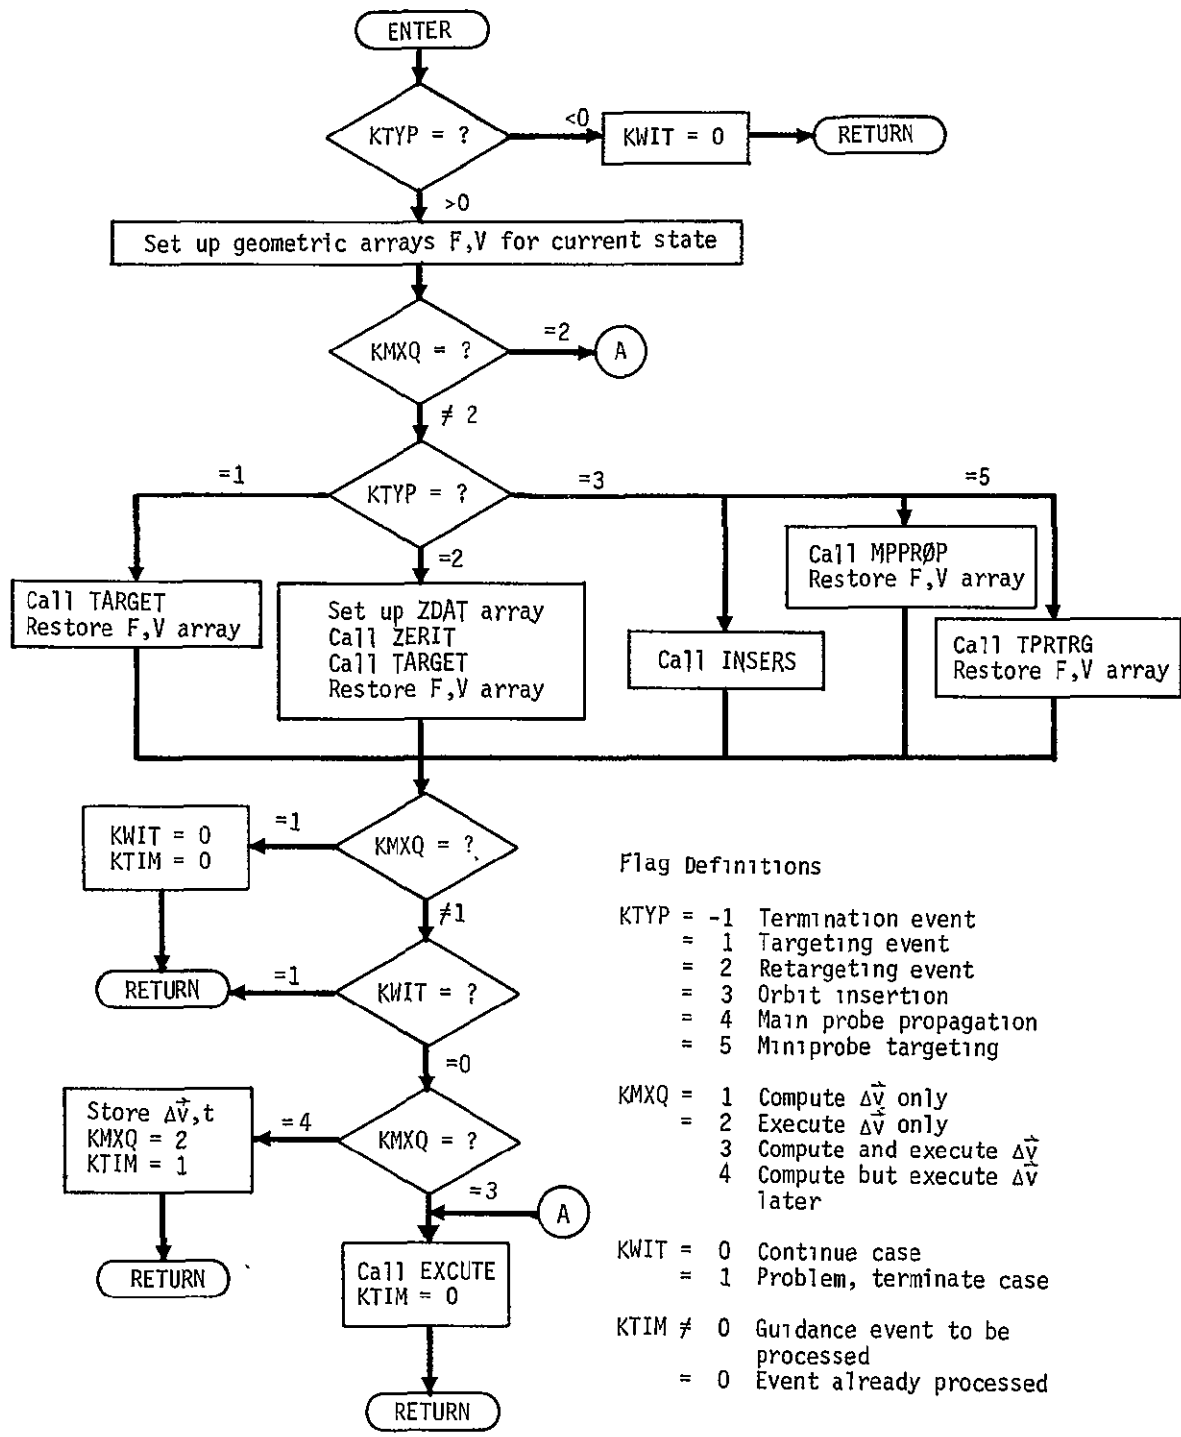 ENTER
KTYP = ?
<0
KWIT = 0
RETURN
>0
Set up geometric arrays F,V for current state
KMXQ = ?
=2
A
≠ 2
=1
KTYP = ?
=3
=5
=2
Call TARGET
Restore F,V array
Set up ZDAT array
Call ZERIT
Call TARGET
Restore F,V array
Call INSERS
Call MPPRØP
Restore F,V array
Call TPRTRG
Restore F,V array
KWIT = 0
KTIM = 0
=1
KMXQ = ?
≠1
RETURN
=1
KWIT = ?
=0
Store Δv⃗,t
KMXQ = 2
KTIM = 1
=4
KMXQ = ?
=3
A
RETURN
Call EXCUTE
KTIM = 0
RETURN
Flag Definitions
KTYP = -1 Termination event
= 1 Targeting event
= 2 Retargeting event
= 3 Orbit insertion
= 4 Main probe propagation
= 5 Miniprobe targeting
KMXQ = 1 Compute Δv⃗ only
= 2 Execute Δv⃗ only
3 Compute and execute Δv⃗
4 Compute but execute Δv⃗
later
KWIT = 0 Continue case
= 1 Problem, terminate case
KTIM ≠ 0 Guidance event to be
processed
= 0 Event already processed